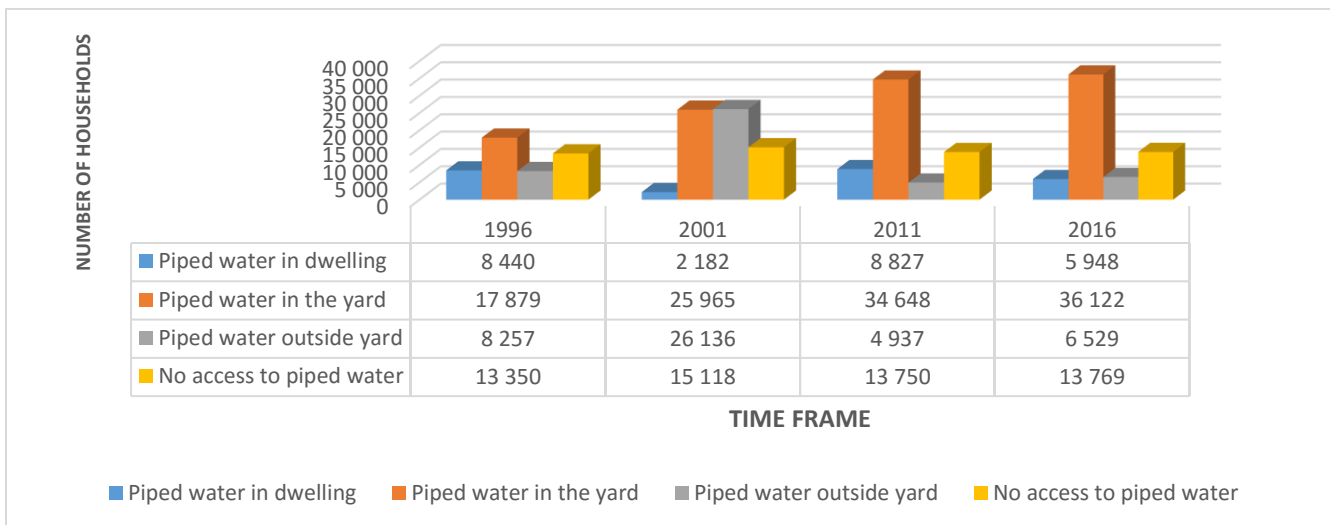 NUMBER OF HOUSEHOLDS
40 000
35 000
30 000
25 000
20 000
15 000
10 000
5 000
0
1996 2001 2011 2016
Piped water in dwelling 8 440 2 182 8 827 5 948
Piped water in the yard 17 879 25 965 34 648 36 122
Piped water outside yard 8 257 26 136 4 937 6 529
No access to piped water 13 350 15 118 13 750 13 769
TIME FRAME
Piped water in dwelling Piped water in the yard Piped water outside yard No access to piped water